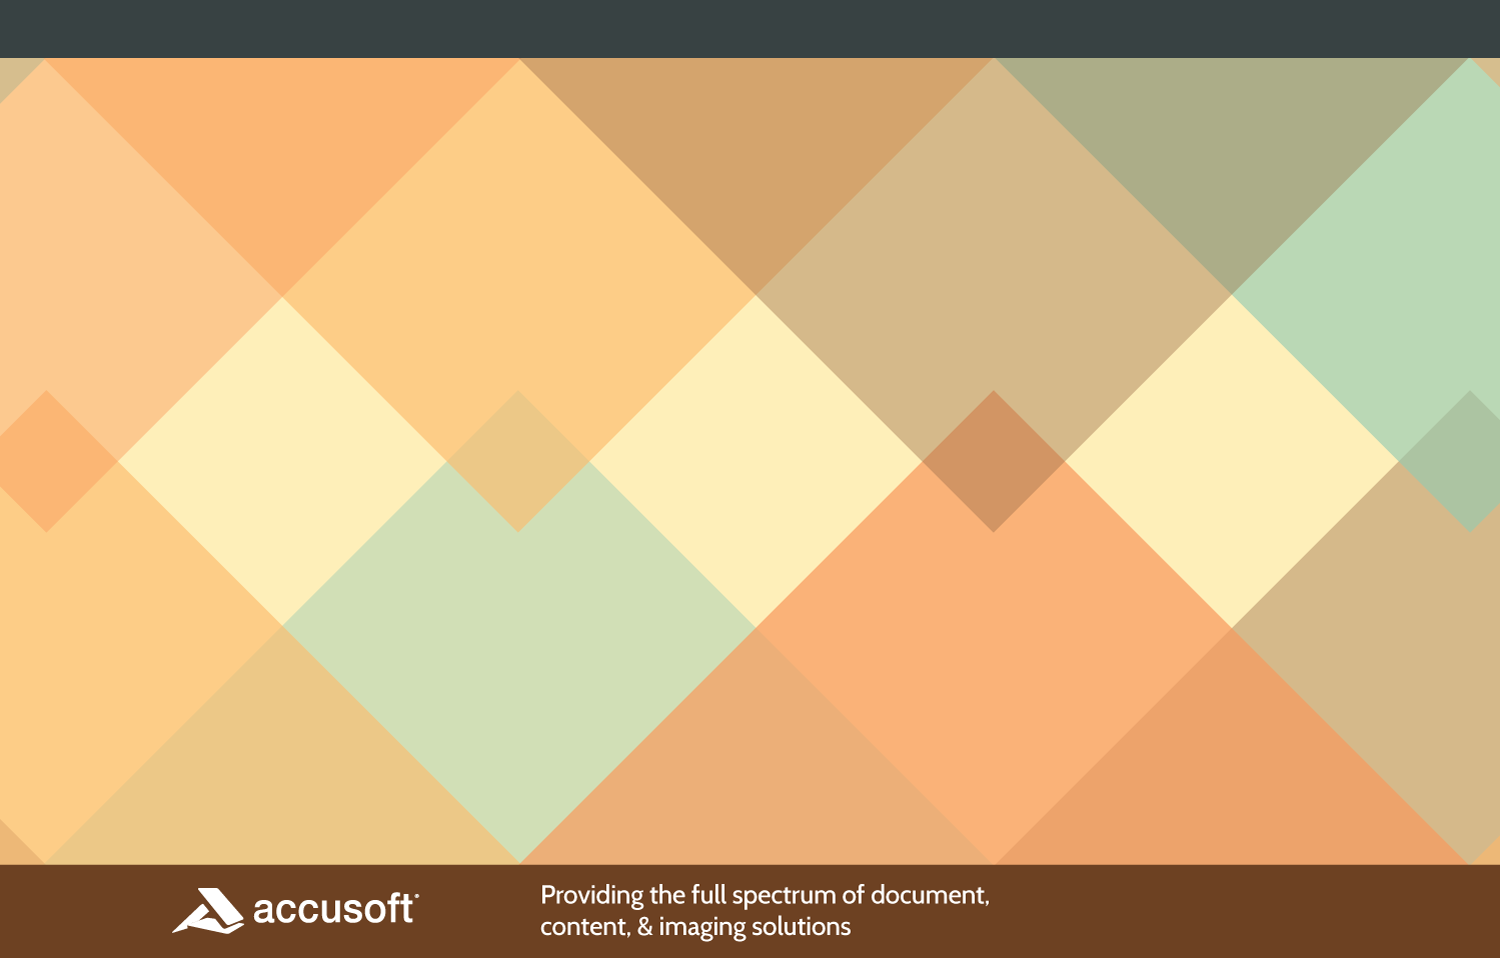 accusoft®
Providing the full spectrum of document,
content, & imaging solutions